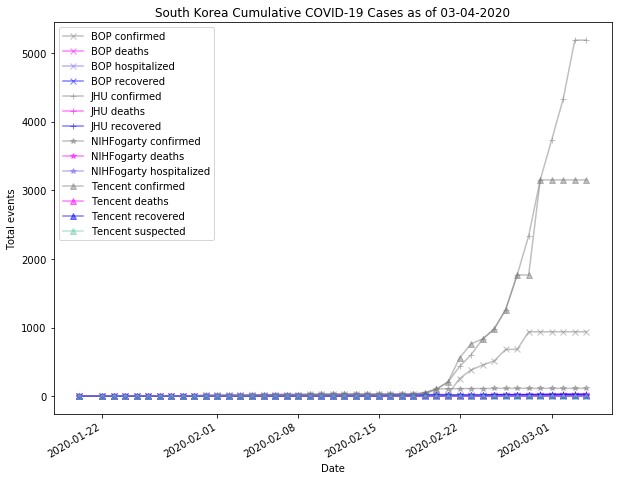 South Korea Cumulative COVID-19 Cases as of 03-04-2020
BOP confirmed
BOP deaths
BOP hospitalized
BOP recovered
JHU confirmed
JHU deaths
JHU recovered
NIHFogarty confirmed
NIHFogarty deaths
NIHFogarty hospitalized
Tencent confirmed
Tencent deaths
Tencent recovered
Tencent suspected
Total events
5000
4000
3000
2000
1000
0
2020-01-22
2020-02-01
2020-02-08
2020-02-15
2020-02-22
2020-03-01
Date